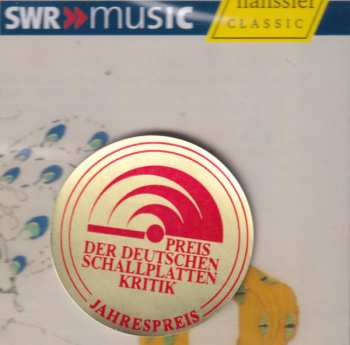 SWR>>music
hänssler
CLASSIC
PREIS
DER DEUTSCHEN
SCHALLPLATTEN
KRITIK
JAHRESPREIS